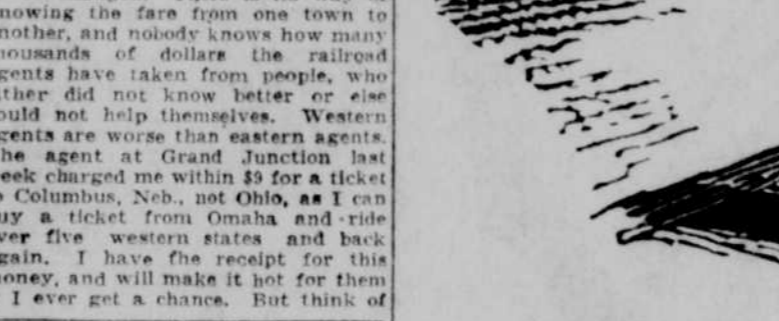 nowing the fare from one town to
nother, and nobody knows how many
housands of dollars the railroad
gents have taken from people, who
ither did not know better or else
ould not help themselves. Western
gents are worse than eastern agents.
he agent at Grand Junction last
eek charged me within $9 for a ticket
o Columbus, Neb., not Ohio, as I can
uy a ticket from Omaha and ride
ver five western states and back
gain. I have fhe receipt for this
oney, and will make it hot for them
I ever get a chance. But think of